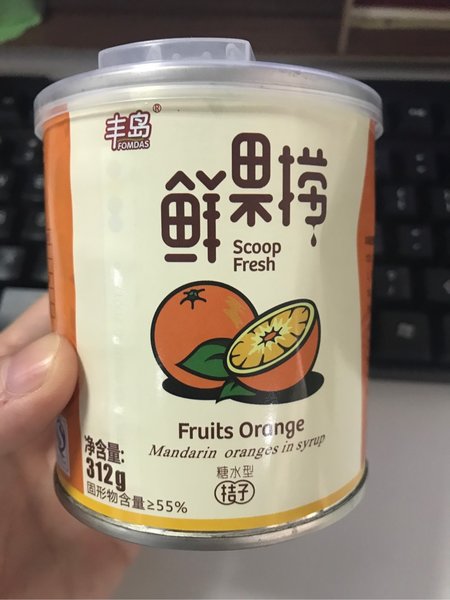 丰岛®
FOMDAS
鲜果捞
Scoop
Fresh
Fruits Orange
Mandarin oranges in syrup
糖水型
桔子
净含量:
312g
固形物含量≥55%